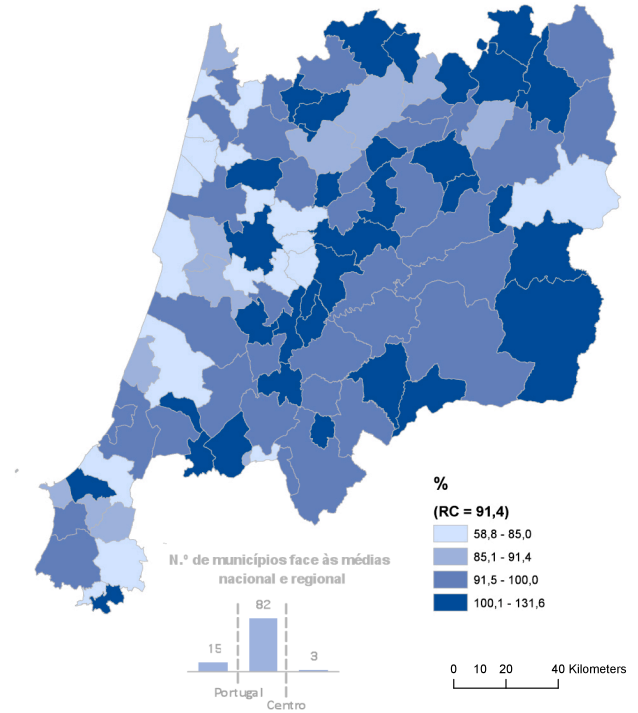 %
(RC = 91,4)
58,8 - 85,0
85,1 - 91,4
91,5 - 100,0
100,1 - 131,6
N.º de municípios face às médias
nacional e regional
82
15
3
Portugal
Centro
0 10 20 40 Kilometers